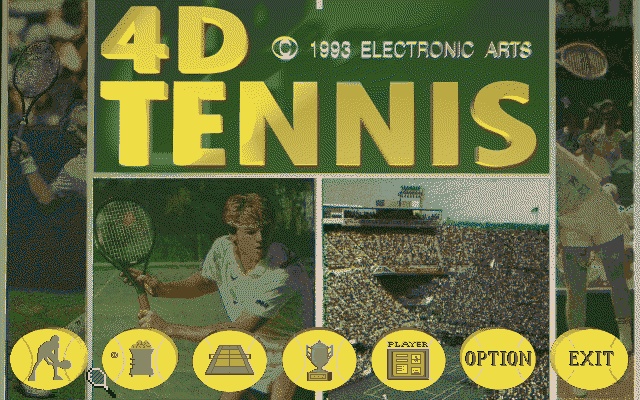 4D
© 1993 ELECTRONIC ARTS
TENNIS
PLAYER
OPTION
EXIT